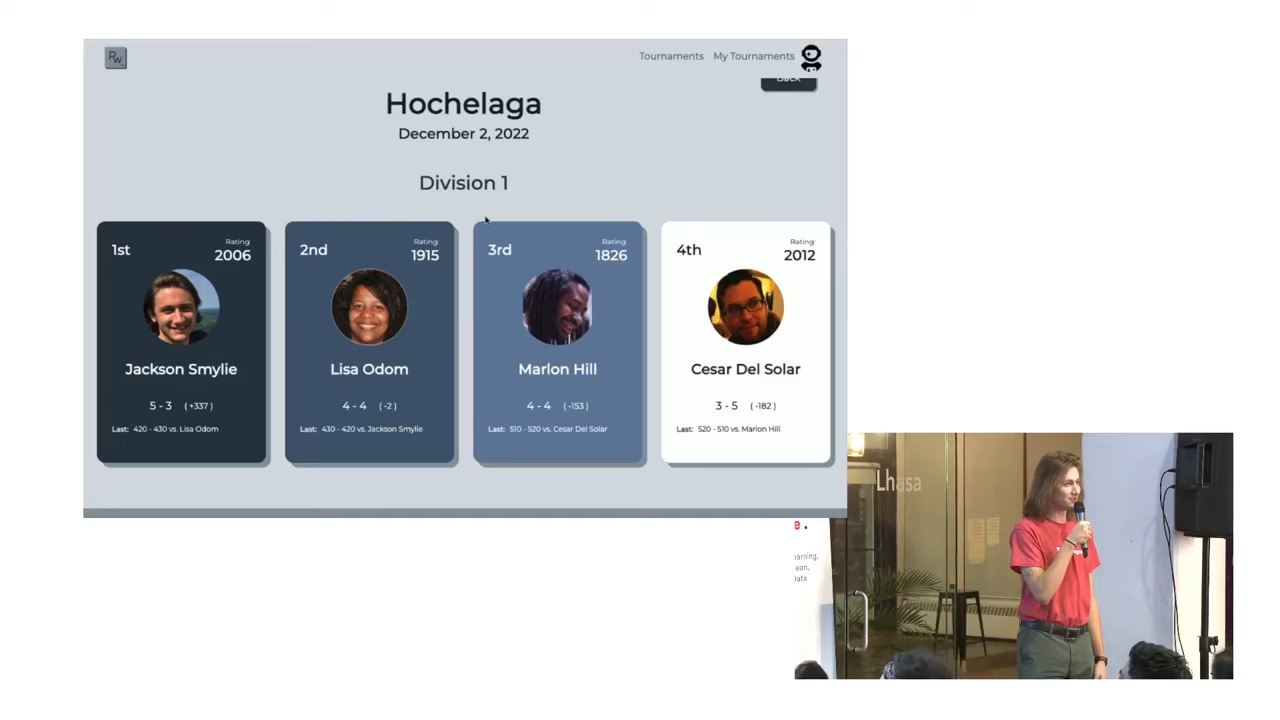 Rw.
Tournaments My Tournaments
Back
Hochelaga
December 2, 2022
Division 1
1st
Rating:
2006
Jackson Smylie
5 - 3 ( +337 )
Last: 420 - 430 vs. Lisa Odom
2nd
Rating:
1915
Lisa Odom
4 - 4 ( -2 )
Last: 430 - 420 vs. Jackson Smylie
3rd
Rating:
1826
Marlon Hill
4 - 4 ( -153 )
Last: 510 - 520 vs. Cesar Del Solar
4th
Rating:
2012
Cesar Del Solar
3 - 5 ( -182 )
Last: 520 - 510 vs. Marlon Hill
Lhasa
e.